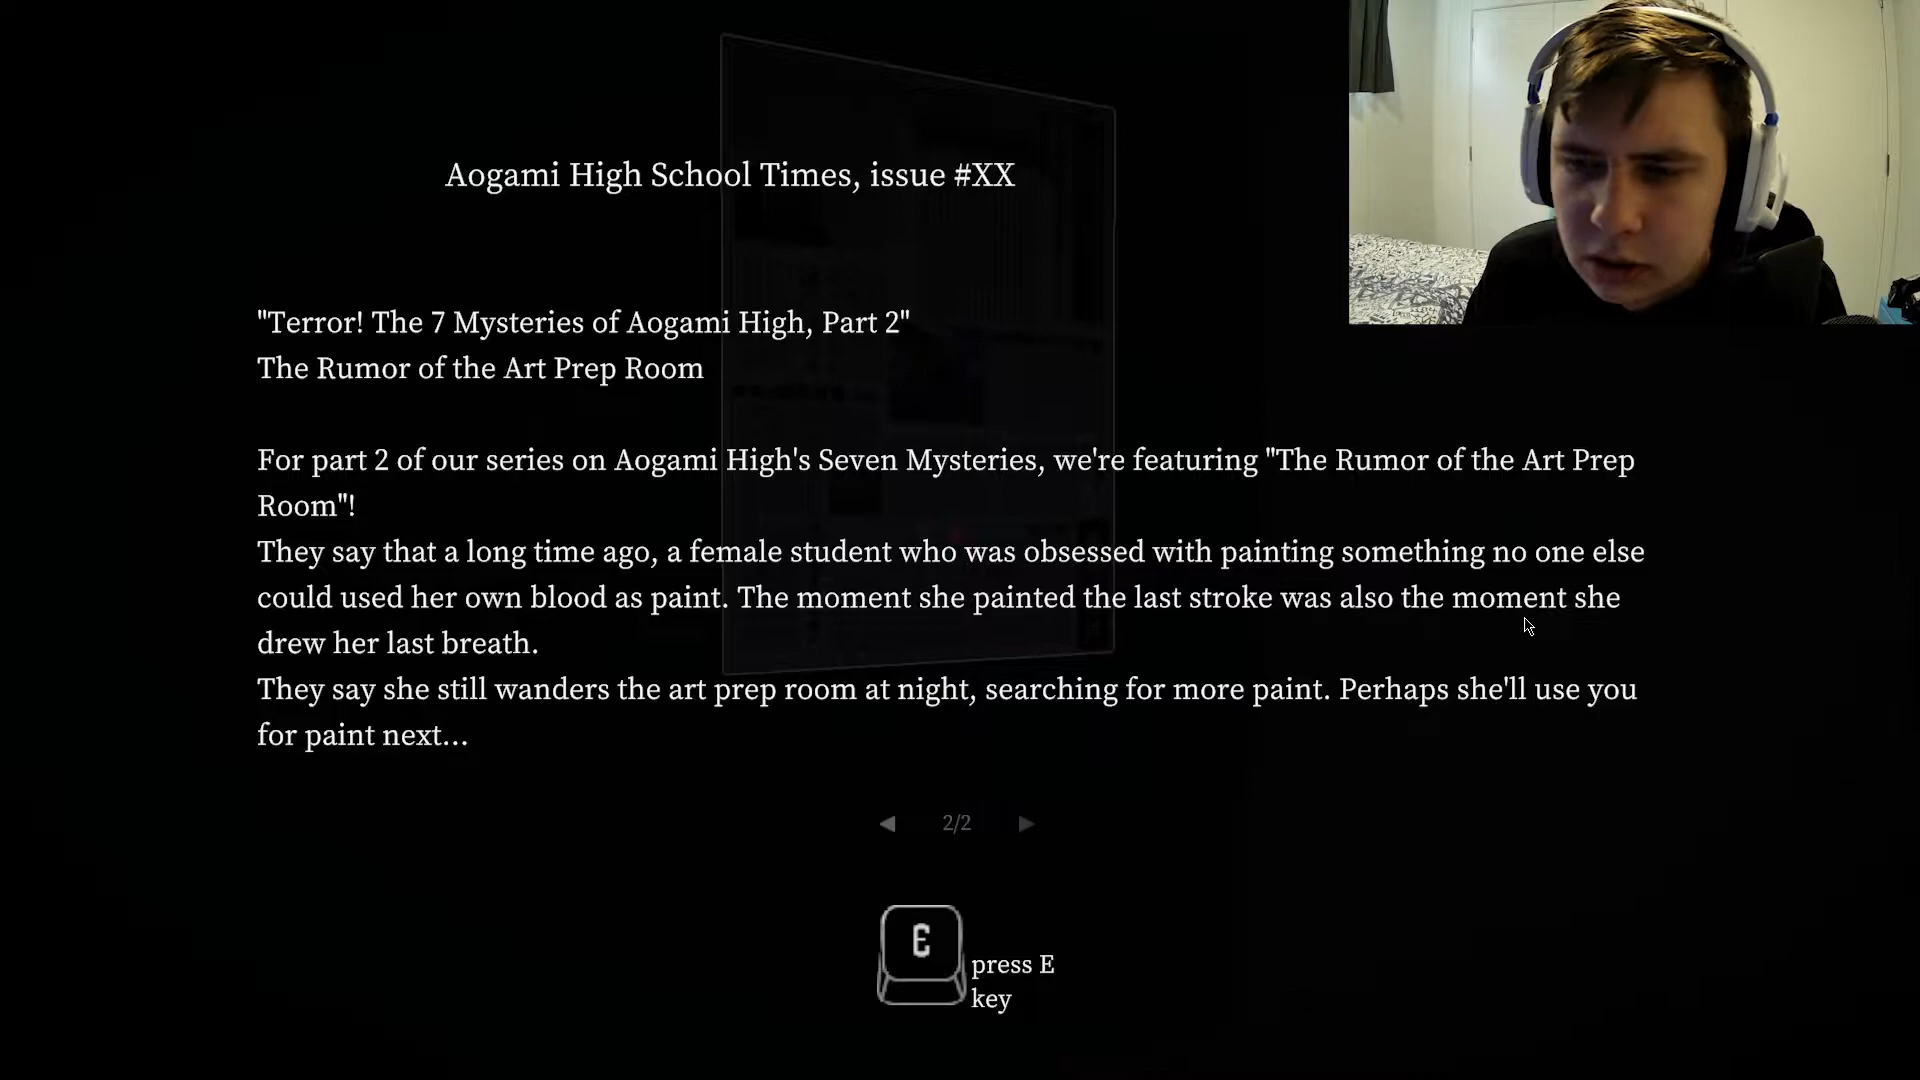 Aogami High School Times, issue #XX
"Terror! The 7 Mysteries of Aogami High, Part 2"
The Rumor of the Art Prep Room
For part 2 of our series on Aogami High's Seven Mysteries, we're featuring "The Rumor of the Art Prep
Room"!
They say that a long time ago, a female student who was obsessed with painting something no one else
could used her own blood as paint. The moment she painted the last stroke was also the moment she
drew her last breath.
They say she still wanders the art prep room at night, searching for more paint. Perhaps she'll use you
for paint next...
2/2
E
press E
key